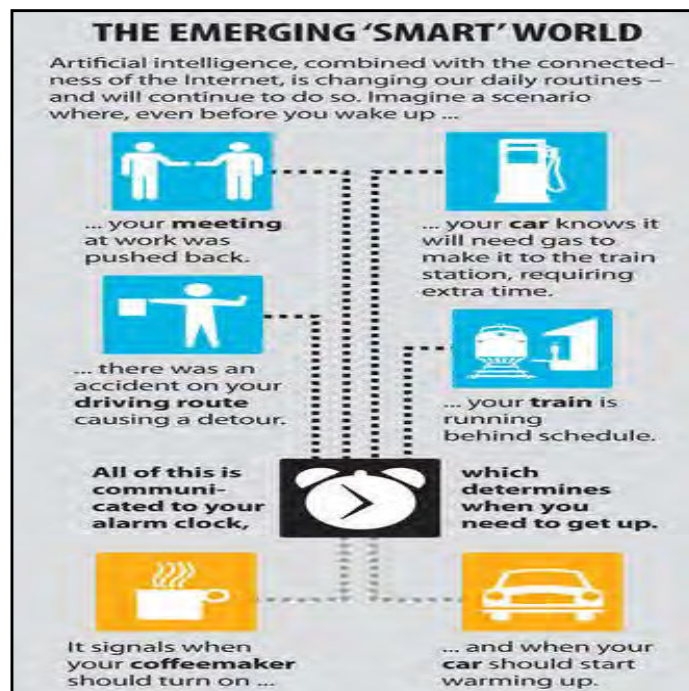 THE EMERGING ‘SMART’ WORLD
Artificial intelligence, combined with the connected-
ness of the Internet, is changing our daily routines –
and will continue to do so. Imagine a scenario
where, even before you wake up ...
... your meeting
at work was
pushed back.
... your car knows it
will need gas to
make it to the train
station, requiring
extra time.
... there was an
accident on your
driving route
causing a detour.
... your train is
running
behind schedule.
All of this is
communi-
cated to your
alarm clock,
which
determines
when you
need to get up.
It signals when
your coffeemaker
should turn on ...
... and when your
car should start
warming up.